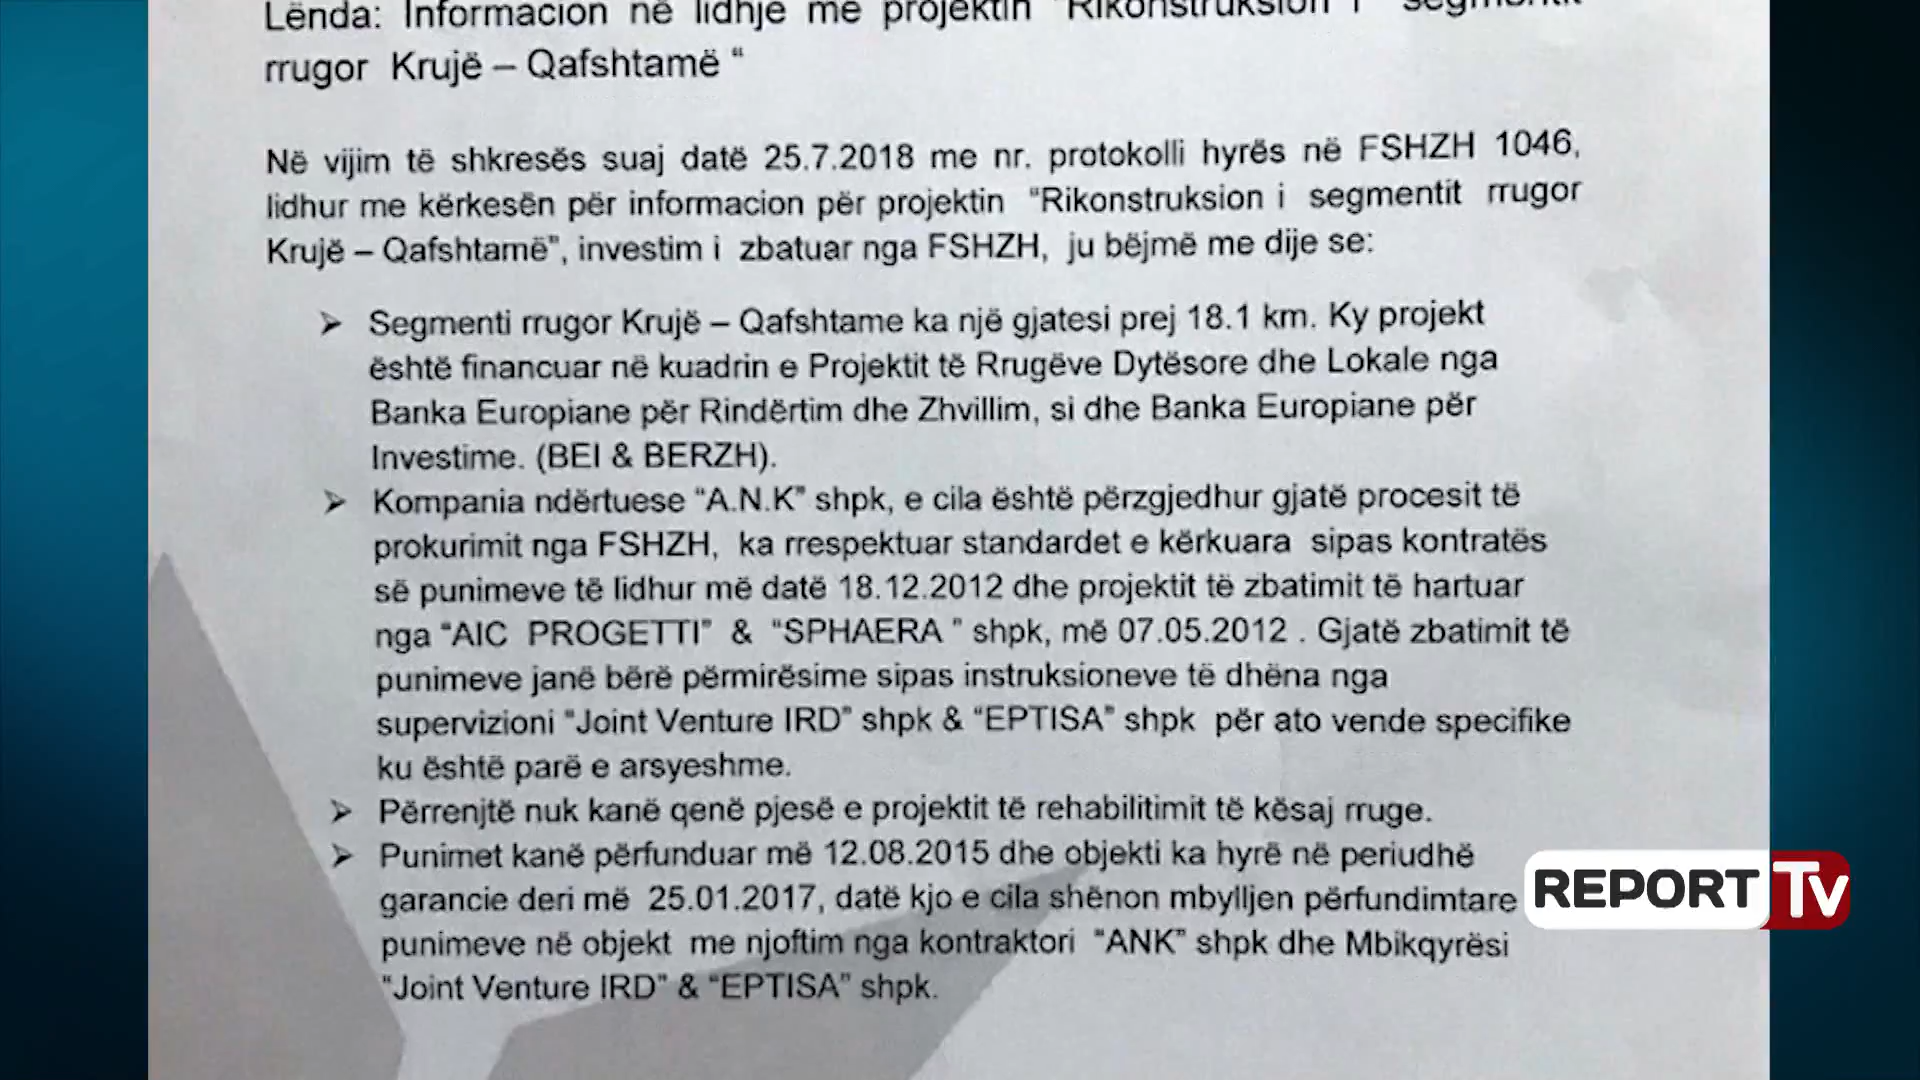 Lënda: Informacion në lidhje me projektin "Rikonstruksion i segmentit
rrugor Krujë – Qafshtamë “
Në vijim të shkresës suaj datë 25.7.2018 me nr. protokolli hyrës në FSHZH 1046,
lidhur me kërkesën për informacion për projektin “Rikonstruksion i segmentit rrugor
Krujë – Qafshtamë”, investim i zbatuar nga FSHZH, ju bëjmë me dije se:
➢ Segmenti rrugor Krujë – Qafshtame ka një gjatesi prej 18.1 km. Ky projekt
është financuar në kuadrin e Projektit të Rrugëve Dytësore dhe Lokale nga
Banka Europiane për Rindërtim dhe Zhvillim, si dhe Banka Europiane për
Investime. (BEI & BERZH).
➢ Kompania ndërtuese “A.N.K” shpk, e cila është përzgjedhur gjatë procesit të
prokurimit nga FSHZH, ka rrespektuar standardet e kërkuara sipas kontratës
së punimeve të lidhur më datë 18.12.2012 dhe projektit të zbatimit të hartuar
nga “AIC PROGETTI” & “SPHAERA ” shpk, më 07.05.2012 . Gjatë zbatimit të
punimeve janë bërë përmirësime sipas instruksioneve të dhëna nga
supervizioni “Joint Venture IRD” shpk & “EPTISA” shpk për ato vende specifike
ku është parë e arsyeshme.
➢ Përrenjtë nuk kanë qenë pjesë e projektit të rehabilitimit të kësaj rruge.
➢ Punimet kanë përfunduar më 12.08.2015 dhe objekti ka hyrë në periudhë
garancie deri më 25.01.2017, datë kjo e cila shënon mbylljen përfundimtare
punimeve në objekt me njoftim nga kontraktori “ANK” shpk dhe Mbikqyrësi
“Joint Venture IRD” & “EPTISA” shpk.
REPORT TV